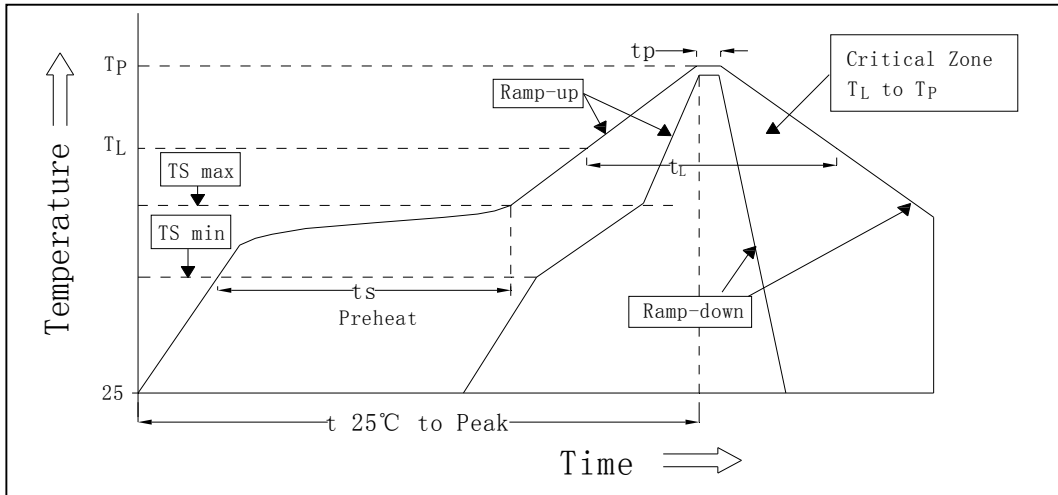 tp
TP
Ramp-up
Critical Zone
TL to TP
TL
tL
TS max
TS min
ts
Preheat
Ramp-down
Temperature
25
t 25℃ to Peak
Time